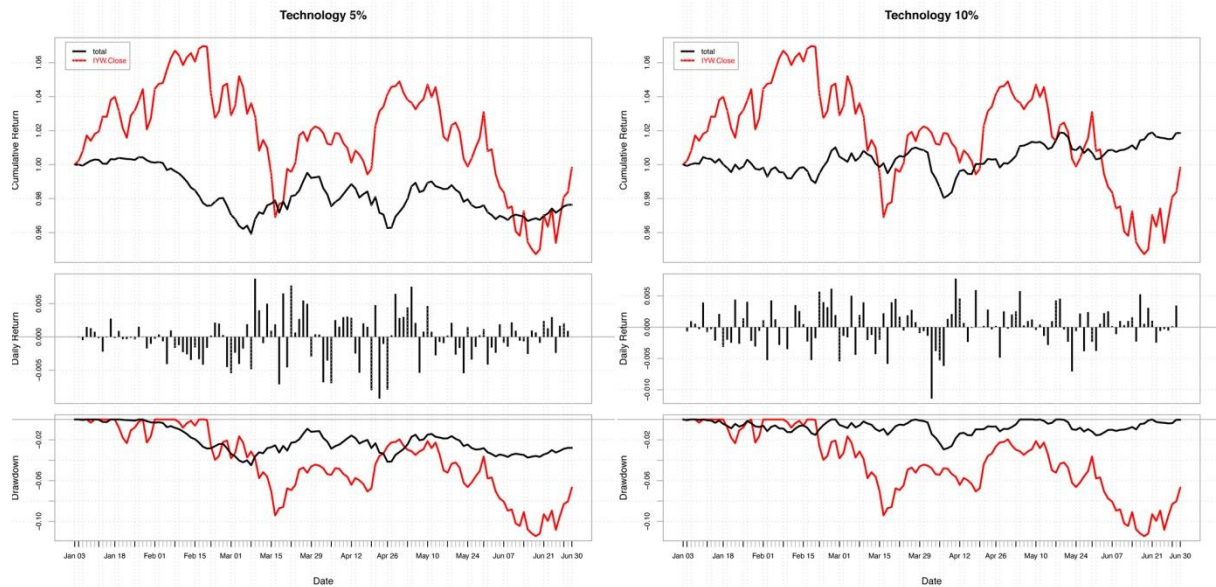 Technology 5%
total
IYW.Close
Cumulative Return
1.06
1.04
1.02
1.00
0.98
0.96
Daily Return
0.005
0.000
−0.005
Drawdown
−0.02
−0.06
−0.10
Jan 03 Jan 18 Feb 01 Feb 15 Mar 01 Mar 15 Mar 29 Apr 12 Apr 26 May 10 May 24 Jun 07 Jun 21 Jun 30
Date
Technology 10%
total
IYW.Close
Cumulative Return
1.06
1.04
1.02
1.00
0.98
0.96
Daily Return
0.005
0.000
−0.005
−0.010
Drawdown
−0.02
−0.06
−0.10
Jan 03 Jan 18 Feb 01 Feb 15 Mar 01 Mar 15 Mar 29 Apr 12 Apr 26 May 10 May 24 Jun 07 Jun 21 Jun 30
Date